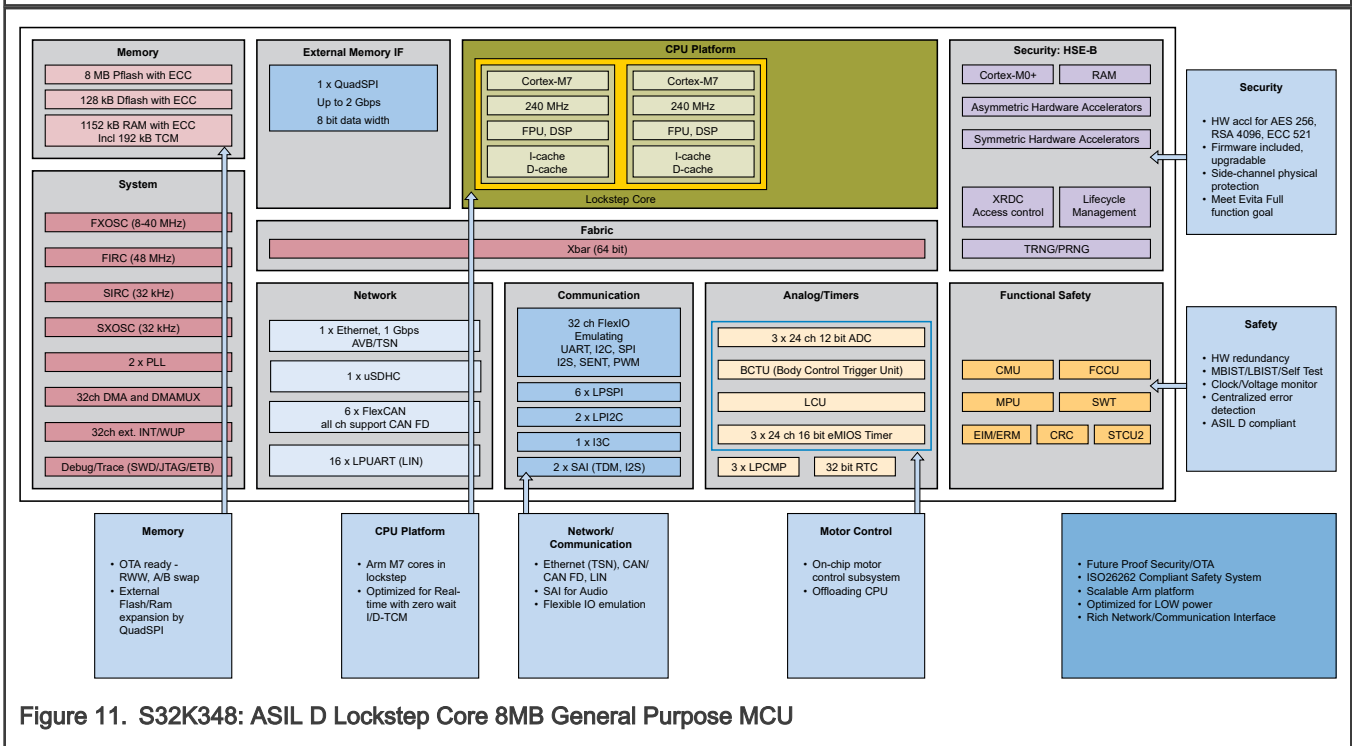 Memory
8 MB Pflash with ECC
128 kB Dflash with ECC
1152 kB RAM with ECC
Incl 192 kB TCM
System
FXOSC (8-40 MHz)
FIRC (48 MHz)
SIRC (32 kHz)
SXOSC (32 kHz)
2 x PLL
32ch DMA and DMAMUX
32ch ext. INT/WUP
Debug/Trace (SWD/JTAG/ETB)
External Memory IF
1 x QuadSPI
Up to 2 Gbps
8 bit data width
CPU Platform
Cortex-M7
240 MHz
FPU, DSP
I-cache
D-cache
Cortex-M7
240 MHz
FPU, DSP
I-cache
D-cache
Lockstep Core
Fabric
Xbar (64 bit)
Security: HSE-B
Cortex-M0+
RAM
Asymmetric Hardware Accelerators
Symmetric Hardware Accelerators
XRDC
Access control
Lifecycle
Management
TRNG/PRNG
Network
1 x Ethernet, 1 Gbps
AVB/TSN
1 x uSDHC
6 x FlexCAN
all ch support CAN FD
16 x LPUART (LIN)
Communication
32 ch FlexIO
Emulating
UART, I2C, SPI
I2S, SENT, PWM
6 x LPSPI
2 x LPI2C
1 x I3C
2 x SAI (TDM, I2S)
Analog/Timers
3 x 24 ch 12 bit ADC
BCTU (Body Control Trigger Unit)
LCU
3 x 24 ch 16 bit eMIOS Timer
3 x LPCMP
32 bit RTC
Functional Safety
CMU
FCCU
MPU
SWT
EIM/ERM
CRC
STCU2
Security
• HW accl for AES 256,
RSA 4096, ECC 521
• Firmware included,
upgradable
• Side-channel physical
protection
• Meet Evita Full
function goal
Safety
• HW redundancy
• MBIST/LBIST/Self Test
• Clock/Voltage monitor
• Centralized error
detection
• ASIL D compliant
Memory
• OTA ready -
RWW, A/B swap
• External
Flash/Ram
expansion by
QuadSPI
CPU Platform
• Arm M7 cores in
lockstep
• Optimized for Real-
time with zero wait
I/D-TCM
Network/
Communication
• Ethernet (TSN), CAN/
CAN FD, LIN
• SAI for Audio
• Flexible IO emulation
Motor Control
• On-chip motor
control subsystem
• Offloading CPU
• Future Proof Security/OTA
• ISO26262 Compliant Safety System
• Scalable Arm platform
• Optimized for LOW power
• Rich Network/Communication Interface
Figure 11. S32K348: ASIL D Lockstep Core 8MB General Purpose MCU